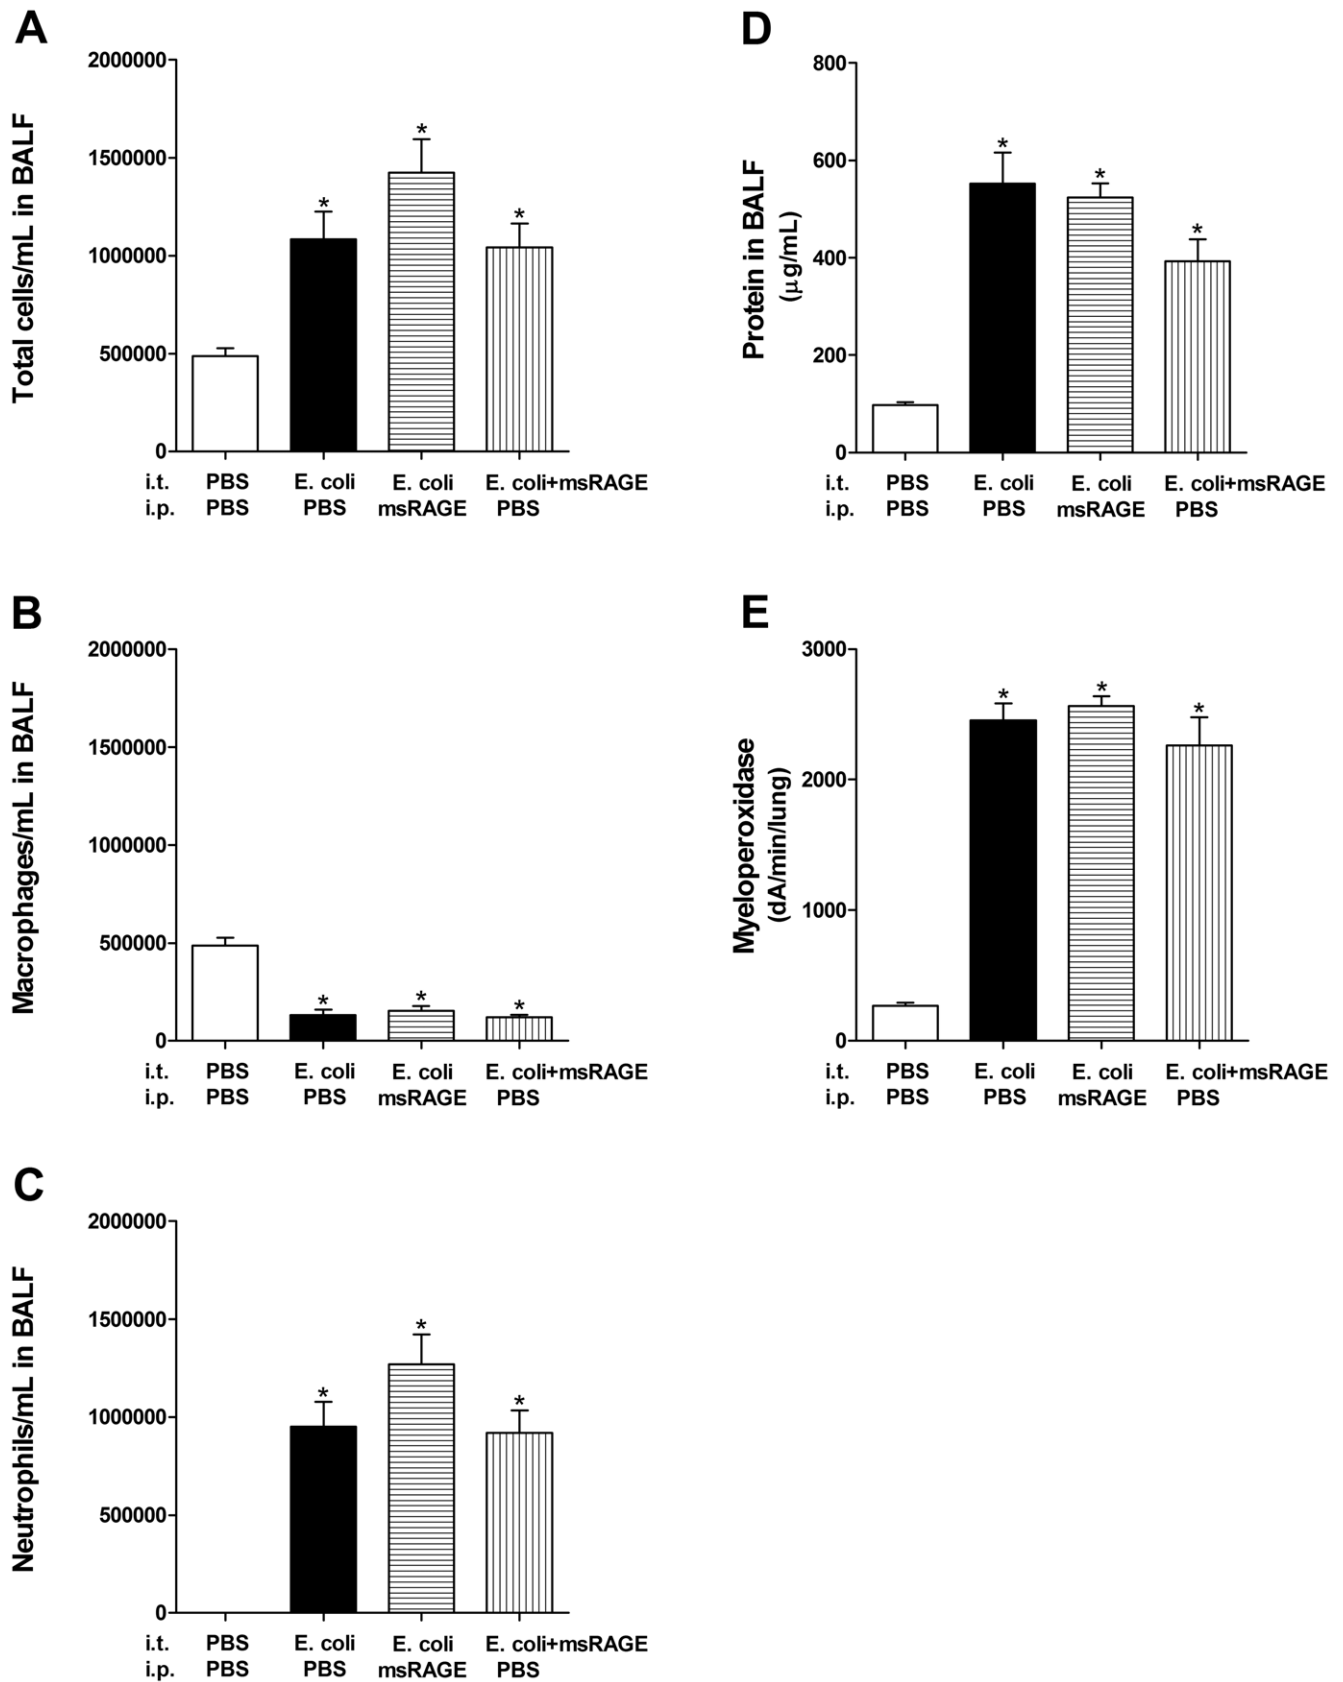 A
Total cells/mL in BALF
2000000
1500000
1000000
500000
0
* * *
i.t. PBS E. coli E. coli E. coli+msRAGE
i.p. PBS PBS msRAGE PBS
B
Macrophages/mL in BALF
2000000
1500000
1000000
500000
0
* * *
i.t. PBS E. coli E. coli E. coli+msRAGE
i.p. PBS PBS msRAGE PBS
C
Neutrophils/mL in BALF
2000000
1500000
1000000
500000
0
* * *
i.t. PBS E. coli E. coli E. coli+msRAGE
i.p. PBS PBS msRAGE PBS
D
Protein in BALF
(μg/mL)
800
600
400
200
0
* * *
i.t. PBS E. coli E. coli E. coli+msRAGE
i.p. PBS PBS msRAGE PBS
E
Myeloperoxidase
(dA/min/lung)
3000
2000
1000
0
* * *
i.t. PBS E. coli E. coli E. coli+msRAGE
i.p. PBS PBS msRAGE PBS